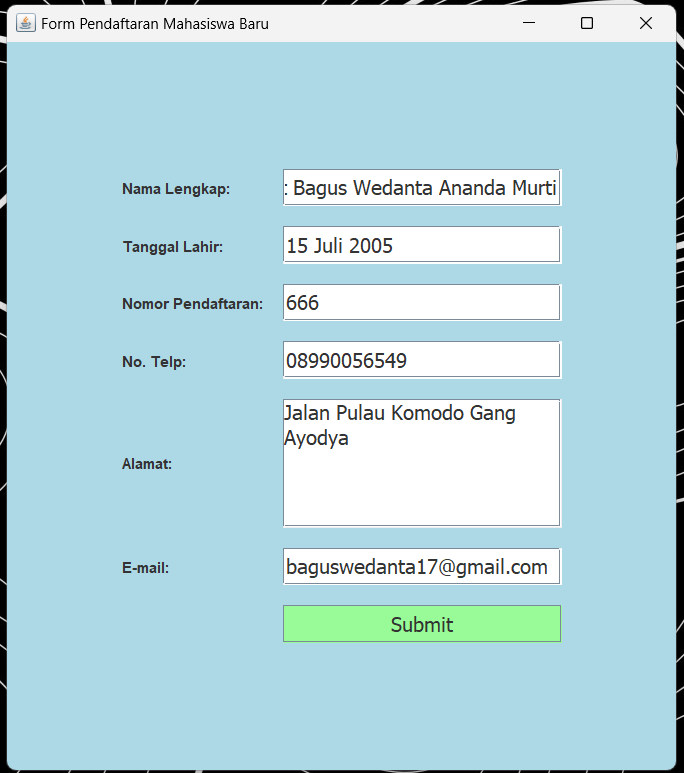 Form Pendaftaran Mahasiswa Baru
Nama Lengkap: Bagus Wedanta Ananda Murti
Tanggal Lahir: 15 Juli 2005
Nomor Pendaftaran: 666
No. Telp: 08990056549
Alamat: Jalan Pulau Komodo Gang
Ayodya
E-mail: baguswedanta17@gmail.com
Submit